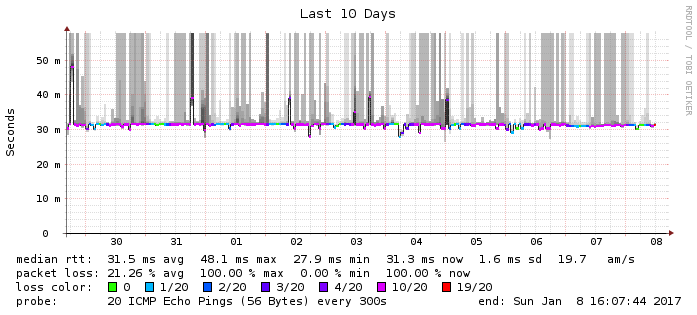 Last 10 Days
RRDTOOL / TOBI OETIKER
Seconds
50 m
40 m
30 m
20 m
10 m
0
30 31 01 02 03 04 05 06 07 08
median rtt: 31.5 ms avg 48.1 ms max 27.9 ms min 31.3 ms now 1.6 ms sd 19.7 am/s
packet loss: 21.26 % avg 100.00 % max 0.00 % min 100.00 % now
loss color: 0 1/20 2/20 3/20 4/20 10/20 19/20
probe: 20 ICMP Echo Pings (56 Bytes) every 300s end: Sun Jan 8 16:07:44 2017